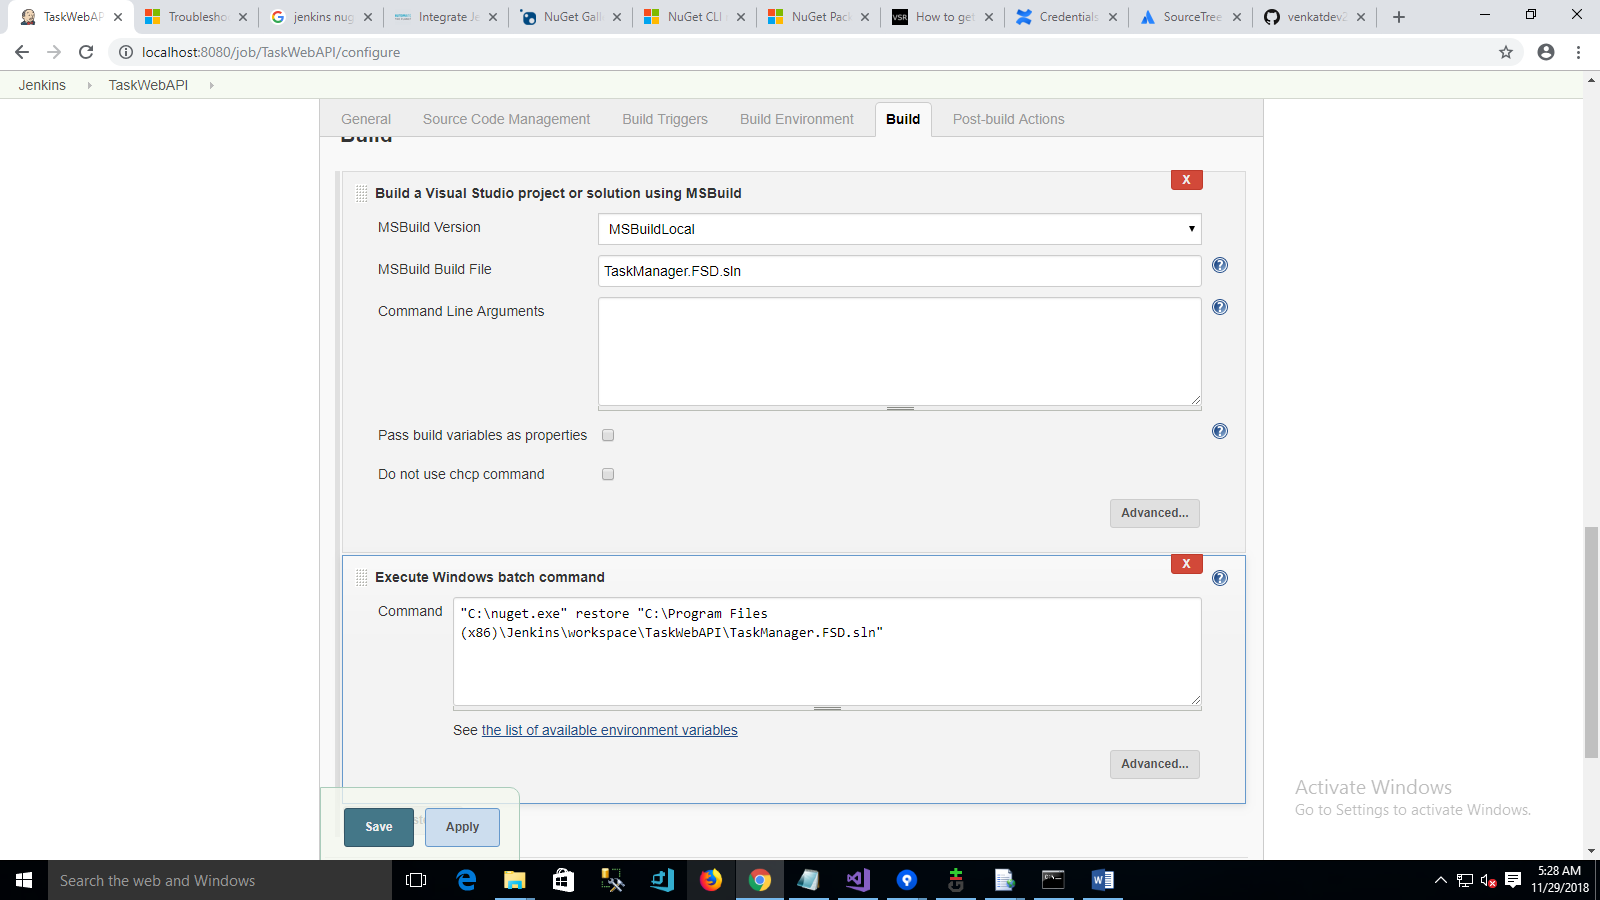 TaskWebAP
Troublesho
jenkins nug
Integrate Je
NuGet Gall
NuGet CLI
NuGet Pack
VSR
How to get
Credentials
SourceTree
venkatdev2
localhost:8080/job/TaskWebAPI/configure
Jenkins
TaskWebAPI
General
Source Code Management
Build Triggers
Build Environment
Build
Post-build Actions
Build
Build a Visual Studio project or solution using MSBuild
X
MSBuild Version
MSBuildLocal
MSBuild Build File
TaskManager.FSD.sln
Command Line Arguments
Pass build variables as properties
Do not use chcp command
Advanced...
Execute Windows batch command
X
Command
"C:\nuget.exe" restore "C:\Program Files
(x86)\Jenkins\workspace\TaskWebAPI\TaskManager.FSD.sln"
See the list of available environment variables
Advanced...
Save
Apply
Activate Windows
Go to Settings to activate Windows.
Search the web and Windows
5:28 AM
11/29/2018